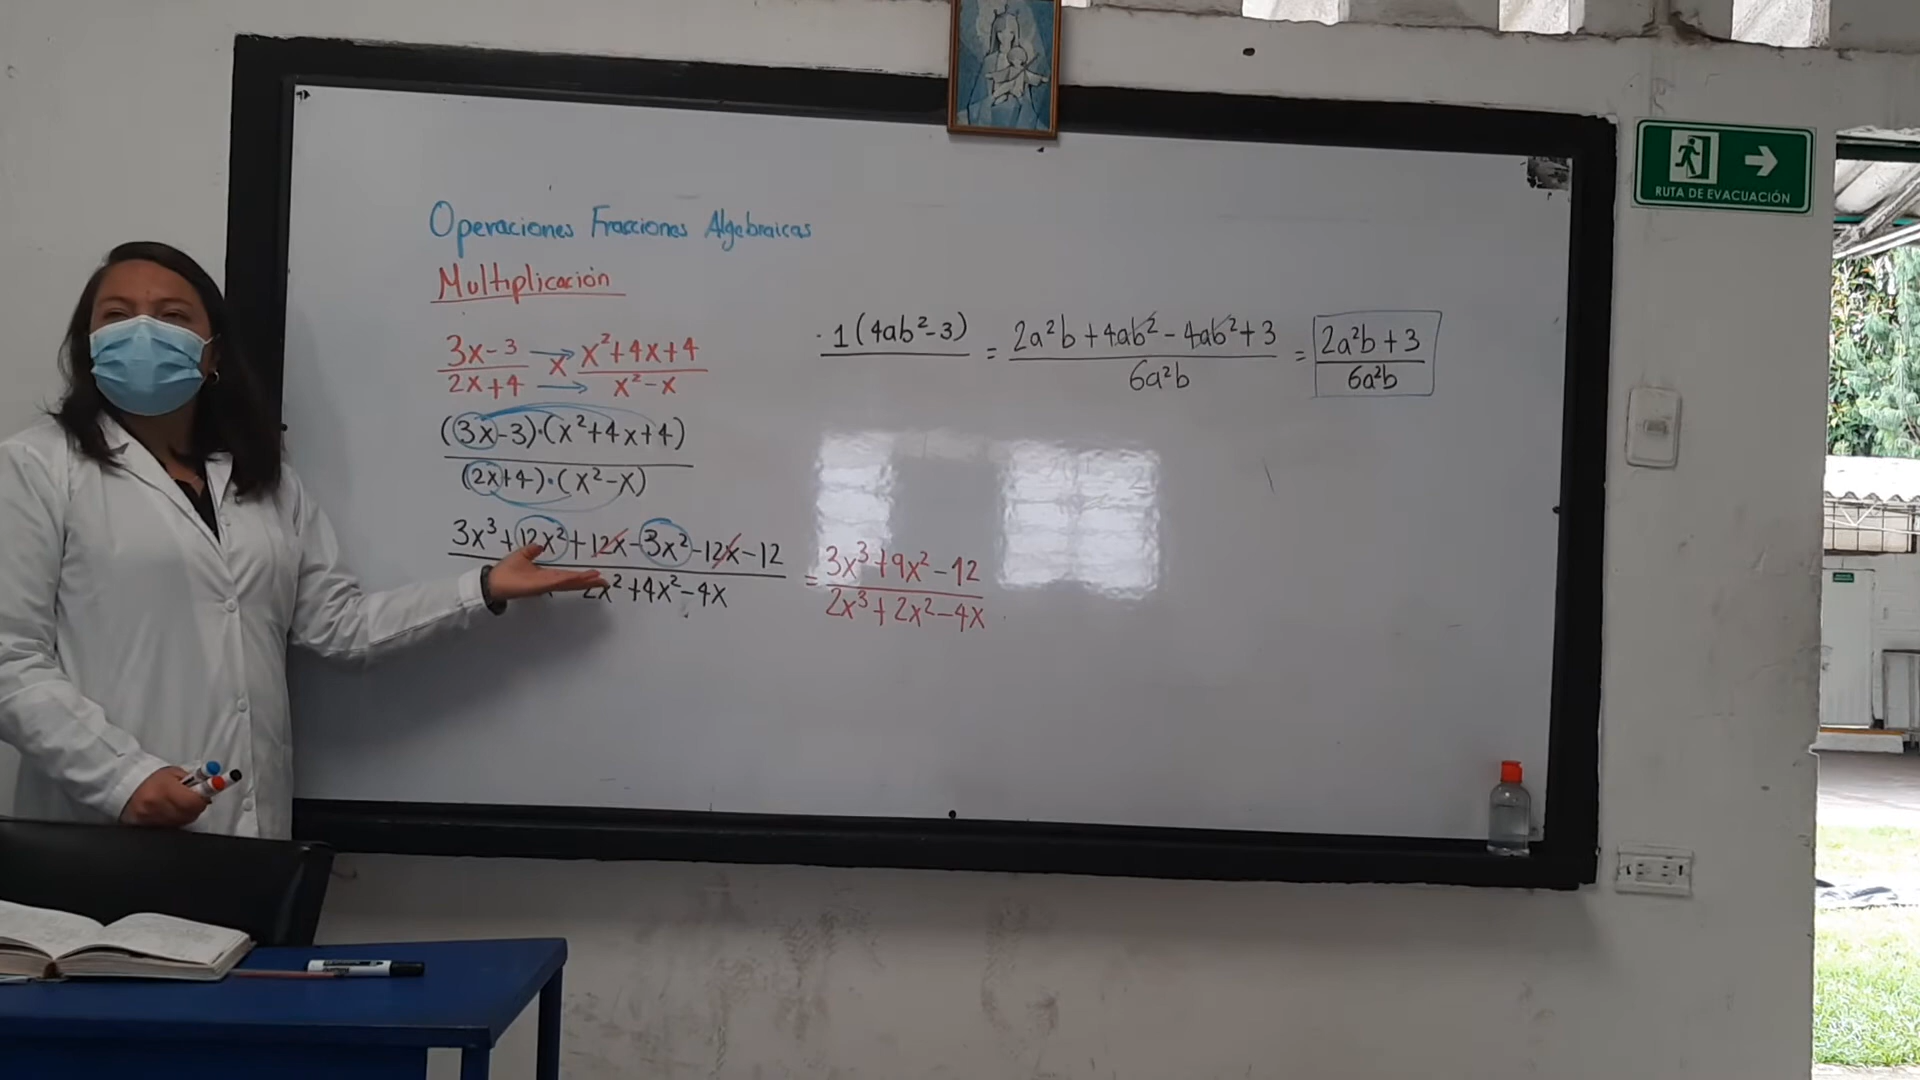 Operaciones Fracciones Algebraicas
Multiplicación
3x-3 → x x²+4x+4
2x+4 → x²-x
(3x-3)·(x²+4x+4)
(2x+4)·(x²-x)
3x³+12x²+12x-3x²-12x-12 = 3x³+9x²-12
2x²+4x²-4x 2x³+2x²-4x
·1(4ab²-3) = 2a²b+4ab²-4ab²+3 = 2a²b+3
6a²b 6a²b
RUTA DE EVACUACIÓN